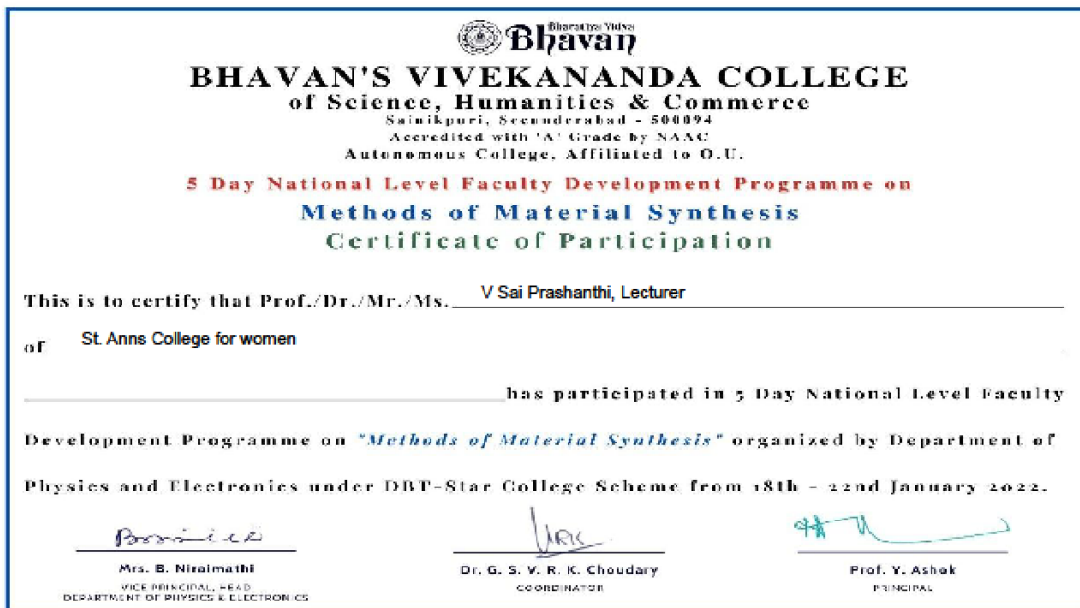 Bharatiya Vidya
Bhavan
BHAVAN'S VIVEKANANDA COLLEGE
of Science, Humanities & Commerce
Sainikpuri, Secunderabad - 500094
Accredited with 'A' Grade by NAAC
Autonomous College, Affiliated to O.U.
5 Day National Level Faculty Development Programme on
Methods of Material Synthesis
Certificate of Participation
This is to certify that Prof./Dr./Mr./Ms. V Sai Prashanthi, Lecturer
of St. Anns College for women
has participated in 5 Day National Level Faculty
Development Programme on "Methods of Material Synthesis" organized by Department of
Physics and Electronics under DBT-Star College Scheme from 18th - 22nd January 2022.
Mrs. B. Niraimathi Dr. G. S. V. R. K. Choudary Prof. Y. Ashok
VICE PRINCIPAL, HEAD COORDINATOR PRINCIPAL
DEPARTMENT OF PHYSICS & ELECTRONICS